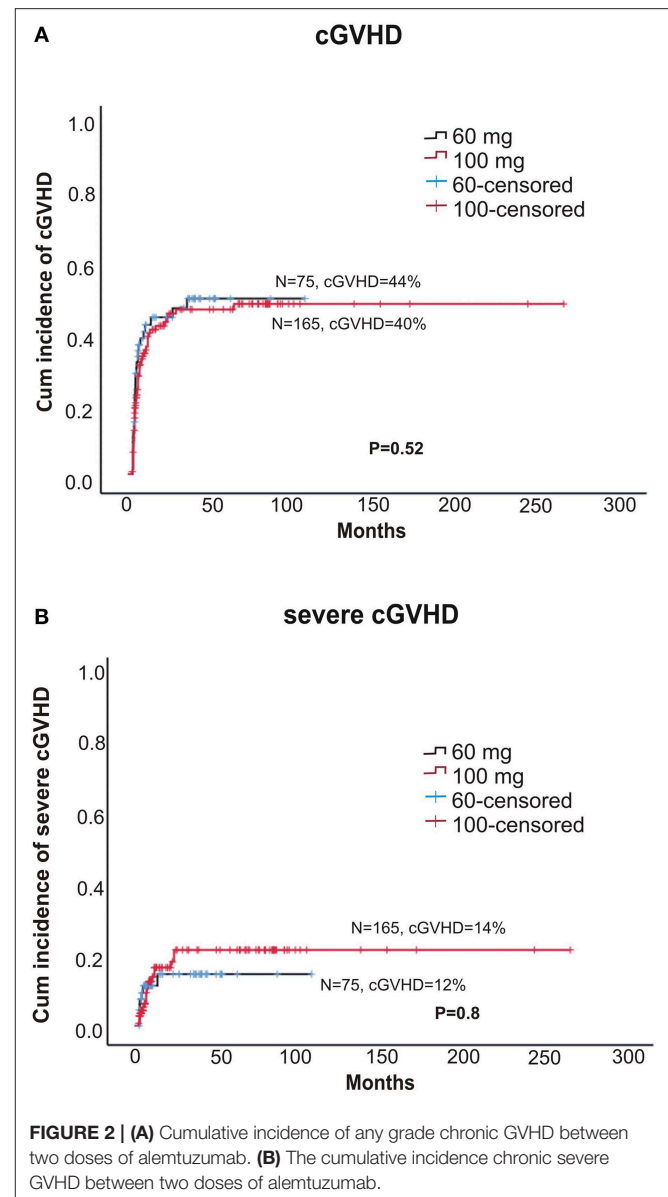 A
cGVHD
Cum incidence of cGVHD
1.0
0.8
0.6
0.4
0.2
0.0
60 mg
100 mg
60-censored
100-censored
N=75, cGVHD=44%
N=165, cGVHD=40%
P=0.52
0 50 100 150 200 250 300
Months
B
severe cGVHD
Cum incidence of severe cGVHD
1.0
0.8
0.6
0.4
0.2
0.0
60 mg
100 mg
60-censored
100-censored
N=165, cGVHD=14%
N=75, cGVHD=12%
P=0.8
0 50 100 150 200 250 300
Months
FIGURE 2 | (A) Cumulative incidence of any grade chronic GVHD between
two doses of alemtuzumab. (B) The cumulative incidence chronic severe
GVHD between two doses of alemtuzumab.